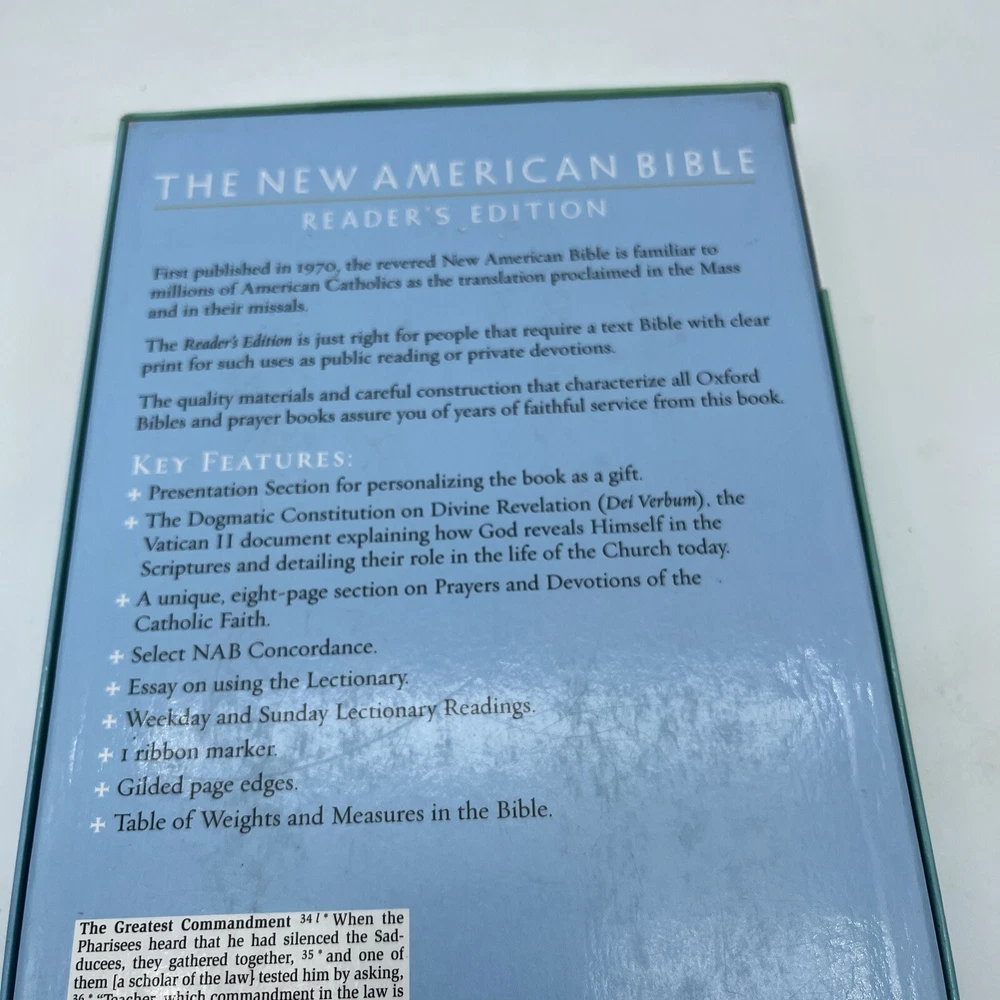 THE NEW AMERICAN BIBLE
READER'S EDITION
First published in 1970, the revered New American Bible is familiar to
millions of American Catholics as the translation proclaimed in the Mass
and in their missals.
The Reader's Edition is just right for people that require a text Bible with clear
print for such uses as public reading or private devotions.
The quality materials and careful construction that characterize all Oxford
Bibles and prayer books assure you of years of faithful service from this book.
KEY FEATURES:
+ Presentation Section for personalizing the book as a gift.
+ The Dogmatic Constitution on Divine Revelation (Dei Verbum), the
Vatican II document explaining how God reveals Himself in the
Scriptures and detailing their role in the life of the Church today.
+ A unique, eight-page section on Prayers and Devotions of the
Catholic Faith.
+ Select NAB Concordance.
+ Essay on using the Lectionary.
+ Weekday and Sunday Lectionary Readings.
+ 1 ribbon marker.
+ Gilded page edges.
+ Table of Weights and Measures in the Bible.
The Greatest Commandment 34 l * When the
Pharisees heard that he had silenced the Sad-
ducees, they gathered together, 35 * and one of
them [a scholar of the law] tested him by asking,
36 * "Teacher, which commandment in the law is